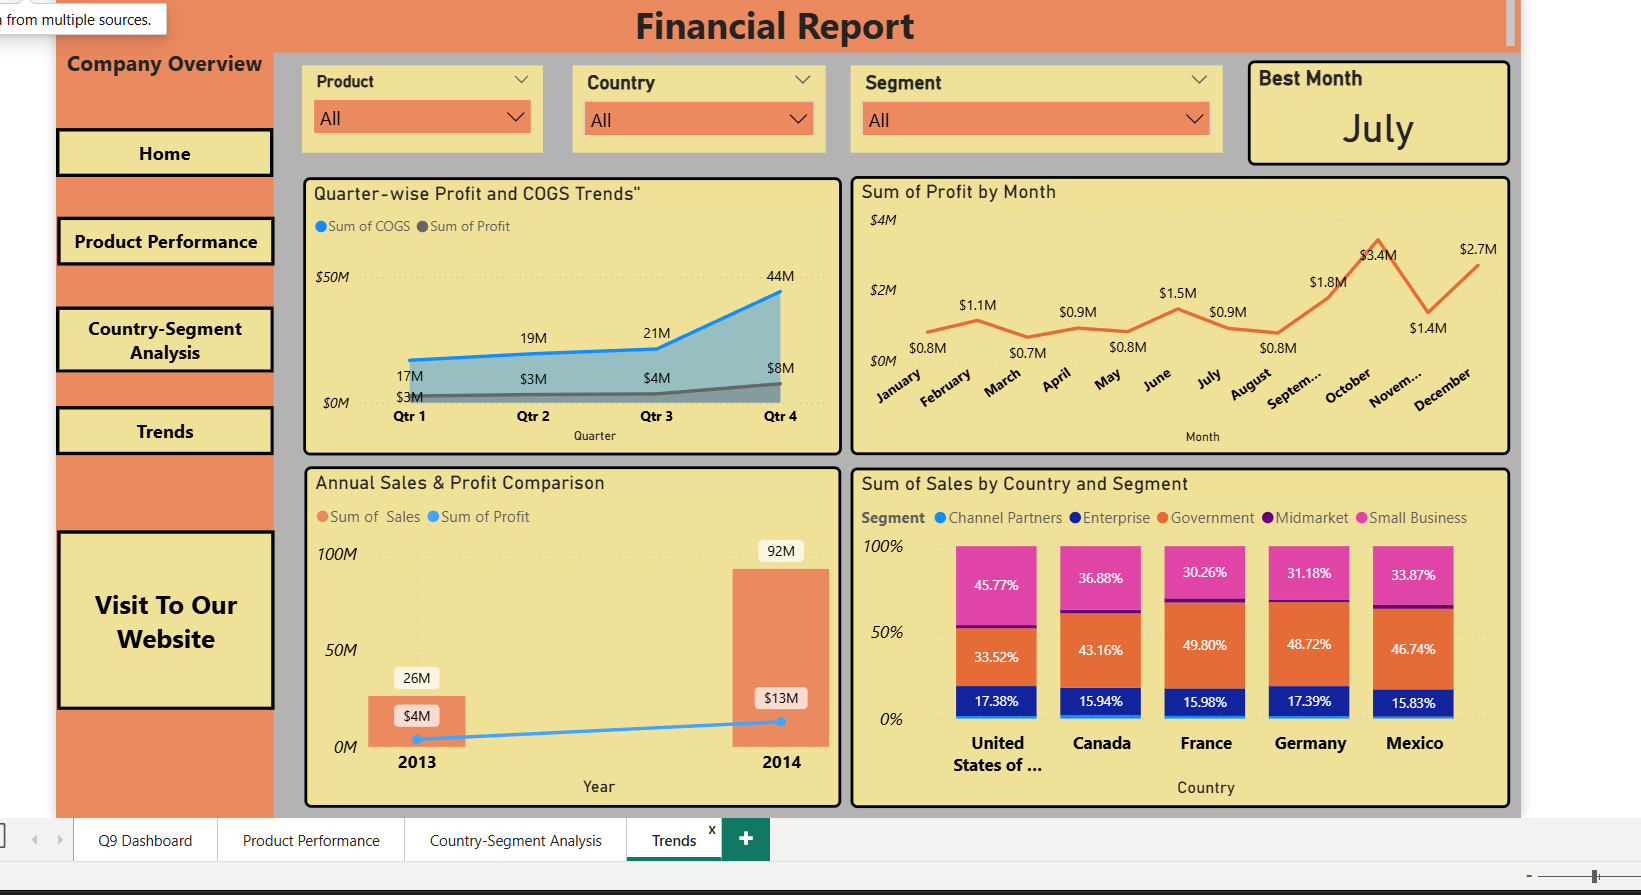 a from multiple sources.
Financial Report
Company Overview
Home
Product Performance
Country-Segment
Analysis
Trends
Visit To Our
Website
Product
All
Country
All
Segment
All
Best Month
July
Quarter-wise Profit and COGS Trends"
Sum of COGS Sum of Profit
$50M
$0M
17M 19M 21M 44M
$3M $3M $4M $8M
Qtr 1 Qtr 2 Qtr 3 Qtr 4
Quarter
Sum of Profit by Month
$4M
$2M
$0M
$0.8M $1.1M $0.7M $0.9M $0.8M $1.5M $0.9M $0.8M $1.8M $3.4M $1.4M $2.7M
January February March April May June July August Septem... October Novem... December
Month
Annual Sales & Profit Comparison
Sum of Sales Sum of Profit
100M
50M
0M
26M 92M
$4M $13M
2013 2014
Year
Sum of Sales by Country and Segment
Segment Channel Partners Enterprise Government Midmarket Small Business
100%
50%
0%
45.77% 36.88% 30.26% 31.18% 33.87%
33.52% 43.16% 49.80% 48.72% 46.74%
17.38% 15.94% 15.98% 17.39% 15.83%
United
States of ... Canada France Germany Mexico
Country
Q9 Dashboard Product Performance Country-Segment Analysis Trends x +
-